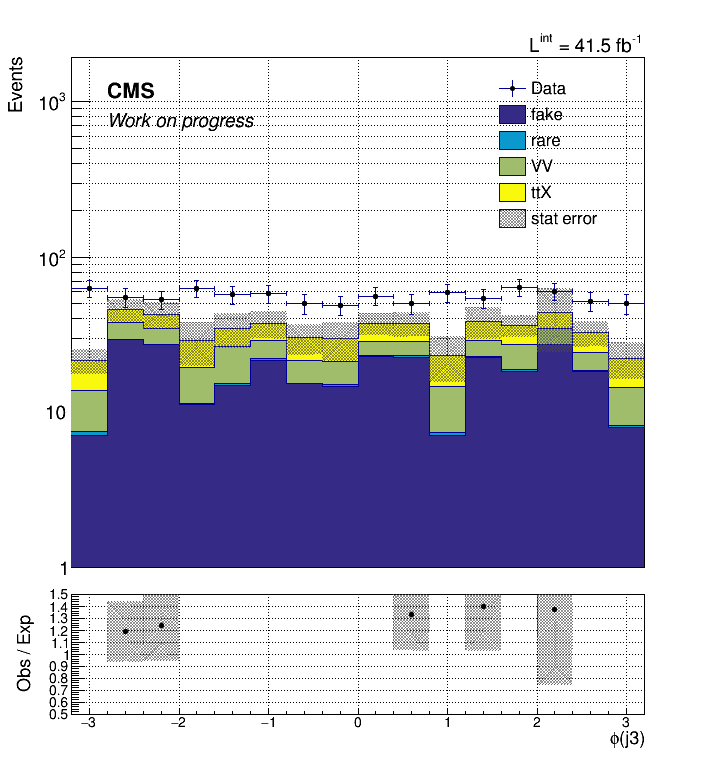 L^int = 41.5 fb^-1
Events
CMS
Work on progress
Data
fake
rare
VV
ttX
stat error
10^3
10^2
10
1
Obs / Exp
1.5
1.4
1.3
1.2
1.1
1
0.9
0.8
0.7
0.6
0.5
−3 −2 −1 0 1 2 3
ϕ(j3)